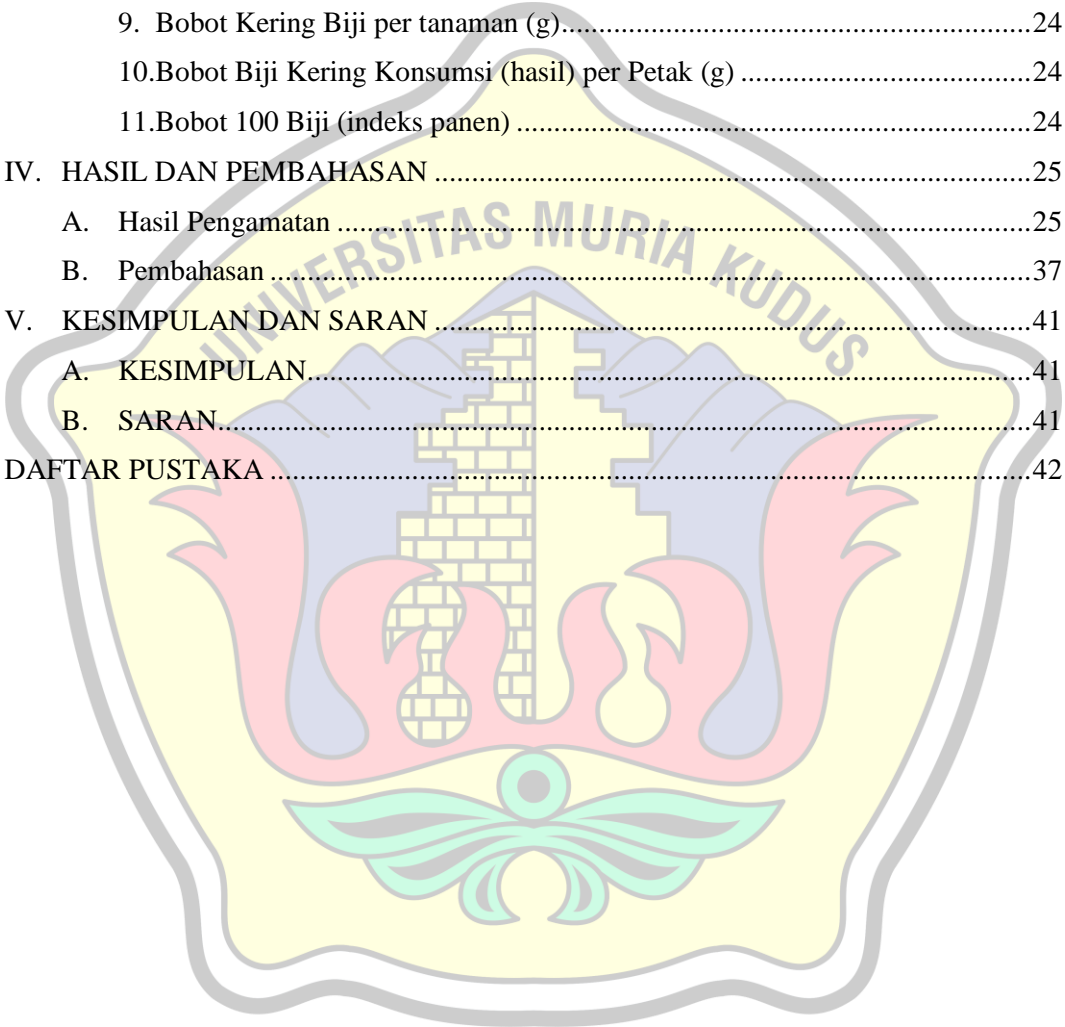 9. Bobot Kering Biji per tanaman (g)............................................................24
10.Bobot Biji Kering Konsumsi (hasil) per Petak (g) .....................................24
11.Bobot 100 Biji (indeks panen) ....................................................................24
IV. HASIL DAN PEMBAHASAN ...........................................................................25
A. Hasil Pengamatan ........................................................................................25
B. Pembahasan .................................................................................................37
V. KESIMPULAN DAN SARAN ...........................................................................41
A. KESIMPULAN............................................................................................41
B. SARAN.........................................................................................................41
DAFTAR PUSTAKA ................................................................................................42
UNIVERSITAS MURIA KUDUS